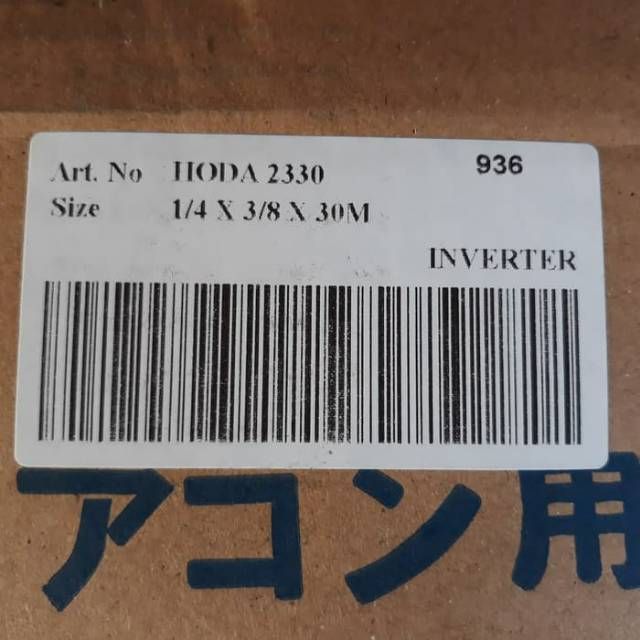 Art. No HODA 2330 936
Size 1/4 X 3/8 X 30M
INVERTER
アコン用